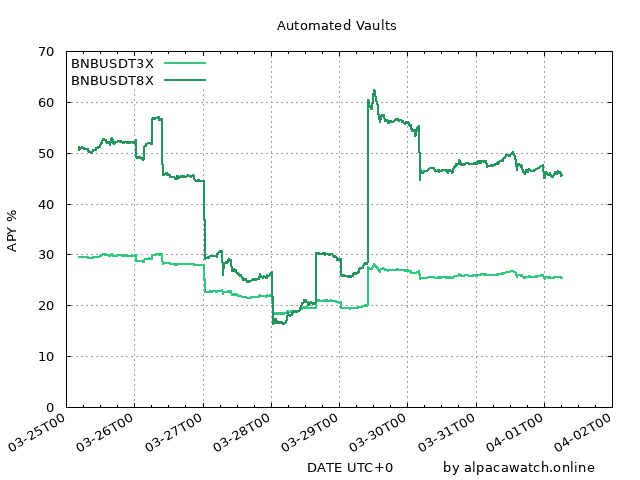 Automated Vaults
BNBUSDT3X
BNBUSDT8X
APY %
70
60
50
40
30
20
10
0
03-25T00
03-26T00
03-27T00
03-28T00
03-29T00
03-30T00
03-31T00
04-01T00
04-02T00
DATE UTC+0
by alpacawatch.online